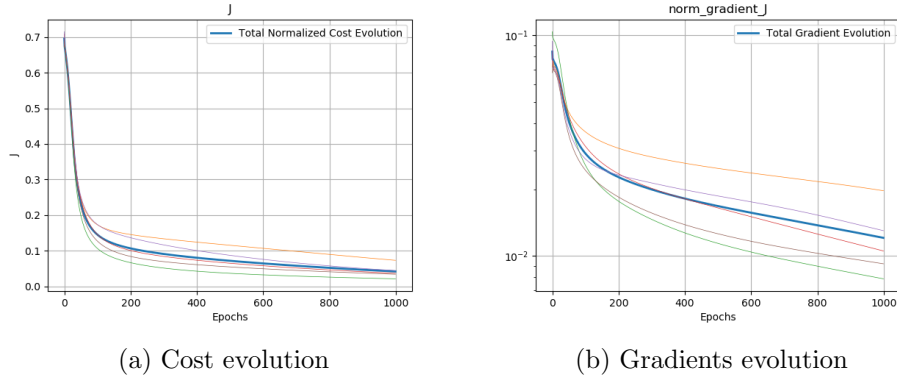 J
Total Normalized Cost Evolution
0.7
0.6
0.5
0.4
0.3
0.2
0.1
0.0
J
0 200 400 600 800 1000
Epochs
(a) Cost evolution
norm_gradient_J
Total Gradient Evolution
10⁻¹
10⁻²
0 200 400 600 800 1000
Epochs
(b) Gradients evolution